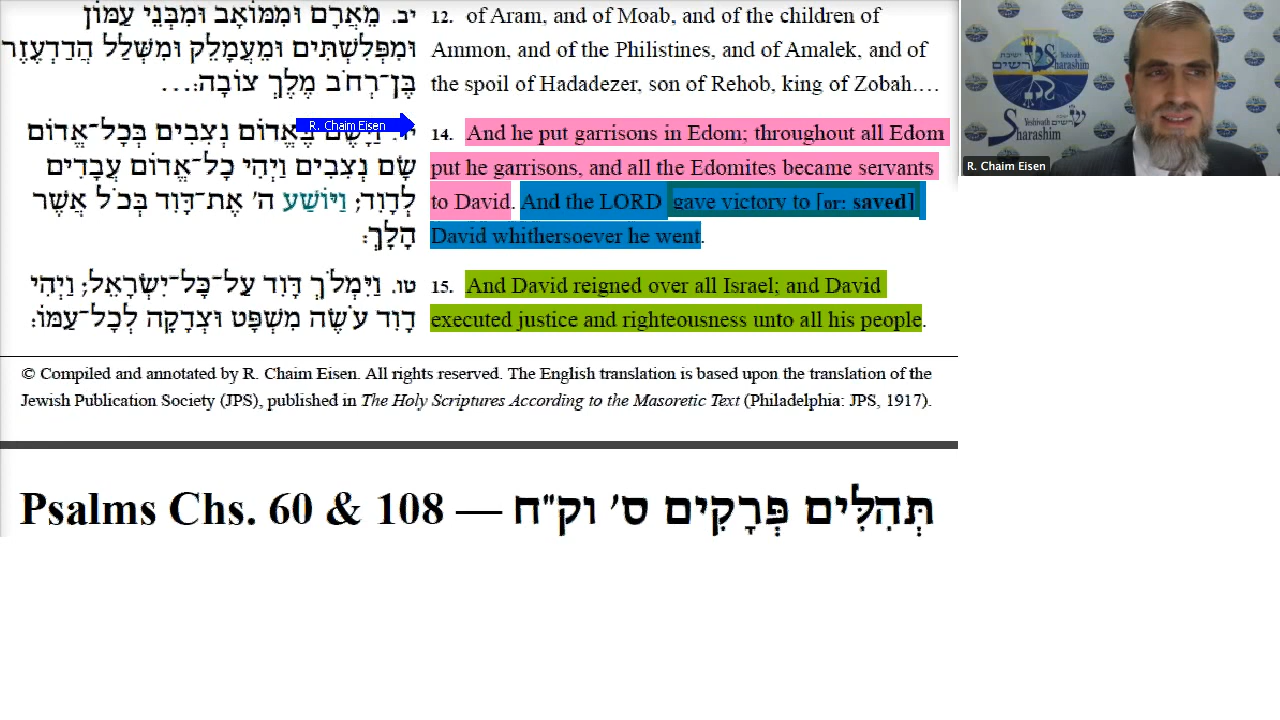 יב. מֵאֲרָם וּמִמּוֹאָב וּמִבְּנֵי עַמּוֹן
וּמִפְּלִשְׁתִּים וּמֵעֲמָלֵק וּמִשְּׁלַל הֲדַדְעֶזֶר
בֶּן־רְחֹב מֶלֶךְ צוֹבָה:…
וַיָּשֶׂם בֶּאֱדוֹם נְצִבִים בְּכָל־אֱדוֹם
שָׂם נְצִבִים וַיְהִי כָל־אֱדוֹם עֲבָדִים
לְדָוִד; וַיּוֹשַׁע ה' אֶת־דָּוִד בְּכֹל אֲשֶׁר
הָלָךְ:
טו. וַיִּמְלֹךְ דָּוִד עַל־כָּל־יִשְׂרָאֵל; וַיְהִי
דָוִד עֹשֶׂה מִשְׁפָּט וּצְדָקָה לְכָל־עַמּוֹ:
12. of Aram, and of Moab, and of the children of
Ammon, and of the Philistines, and of Amalek, and of
the spoil of Hadadezer, son of Rehob, king of Zobah.…
14. And he put garrisons in Edom; throughout all Edom
put he garrisons, and all the Edomites became servants
to David. And the LORD gave victory to [or: saved]
David whithersoever he went.
15. And David reigned over all Israel; and David
executed justice and righteousness unto all his people.
R. Chaim Eisen
© Compiled and annotated by R. Chaim Eisen. All rights reserved. The English translation is based upon the translation of the
Jewish Publication Society (JPS), published in The Holy Scriptures According to the Masoretic Text (Philadelphia: JPS, 1917).
Psalms Chs. 60 & 108 — תְּהִלִּים פְּרָקִים ס' וק"ח
ישיבת
שרשים
Yeshivath
Sharashim
Sharashim
Yeshivath
שרשים
R. Chaim Eisen